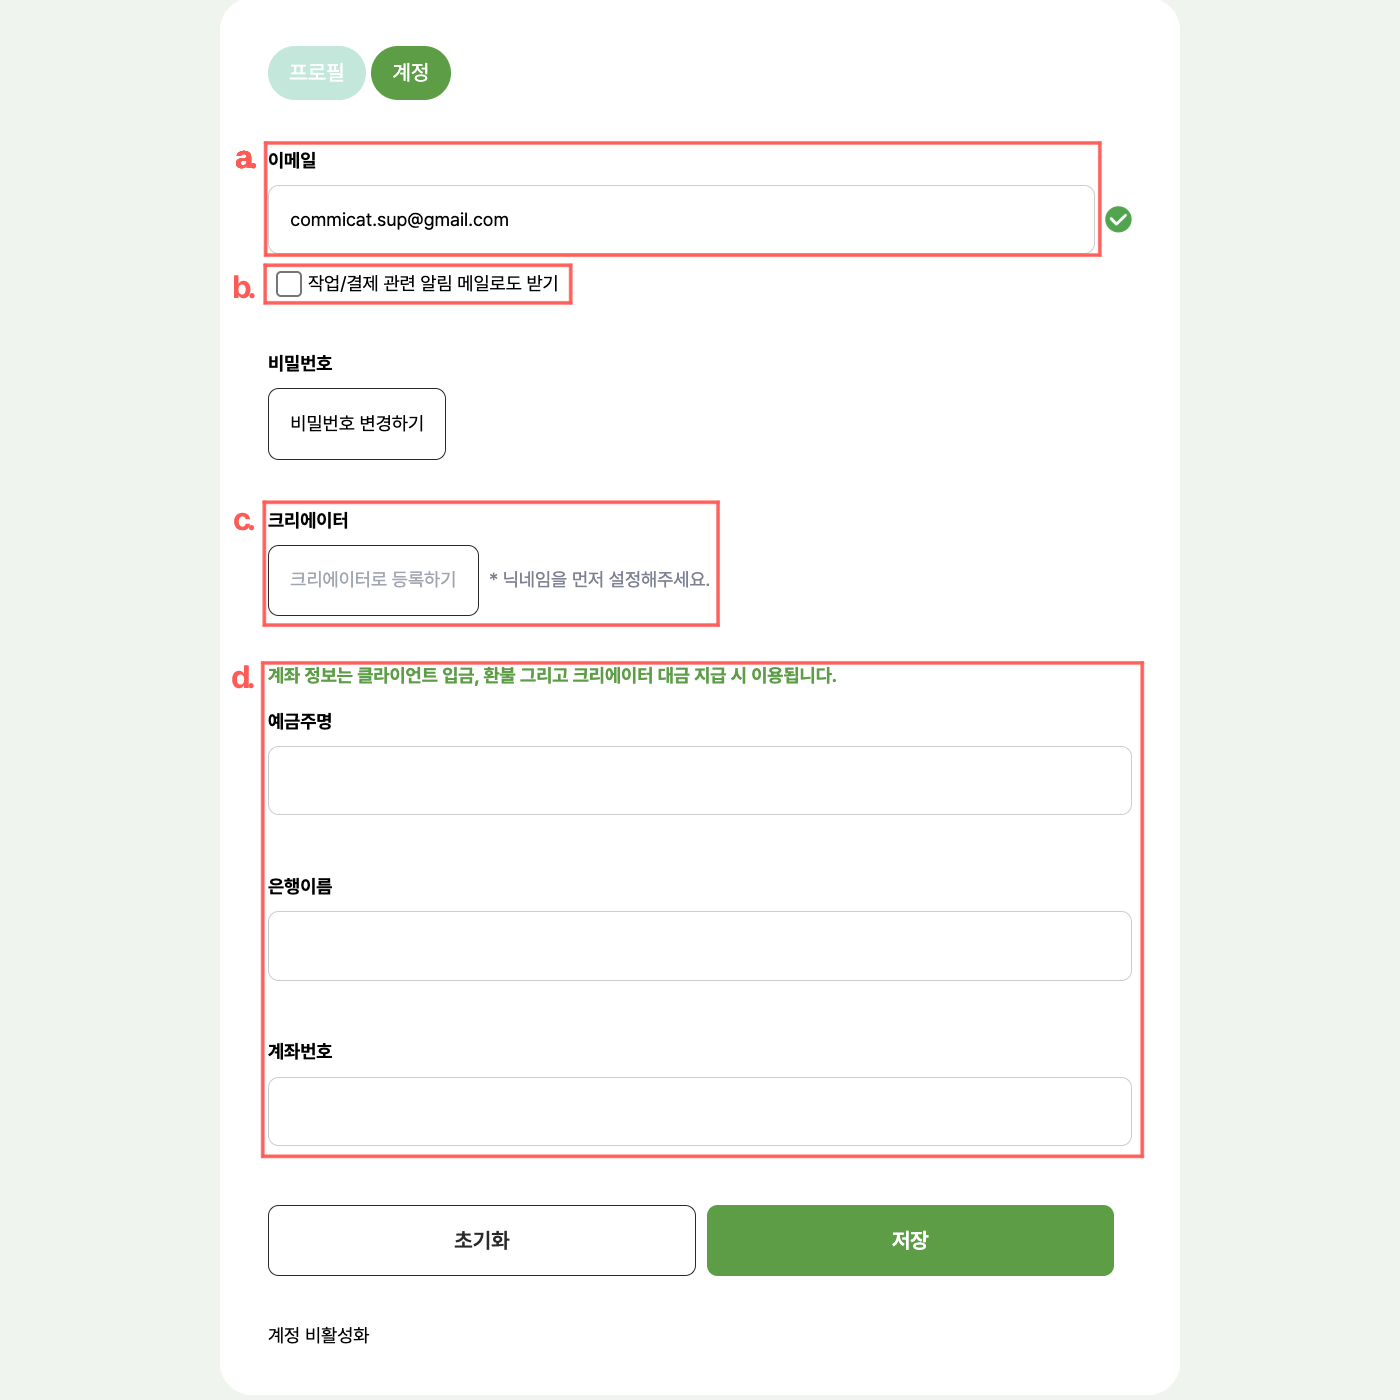 프로필 계정
a. 이메일
commicat.sup@gmail.com
b. 작업/결제 관련 알림 메일로도 받기
비밀번호
비밀번호 변경하기
c. 크리에이터
크리에이터로 등록하기 * 닉네임을 먼저 설정해주세요.
d. 계좌 정보는 클라이언트 입금, 환불 그리고 크리에이터 대금 지급 시 이용됩니다.
예금주명
은행이름
계좌번호
초기화 저장
계정 비활성화